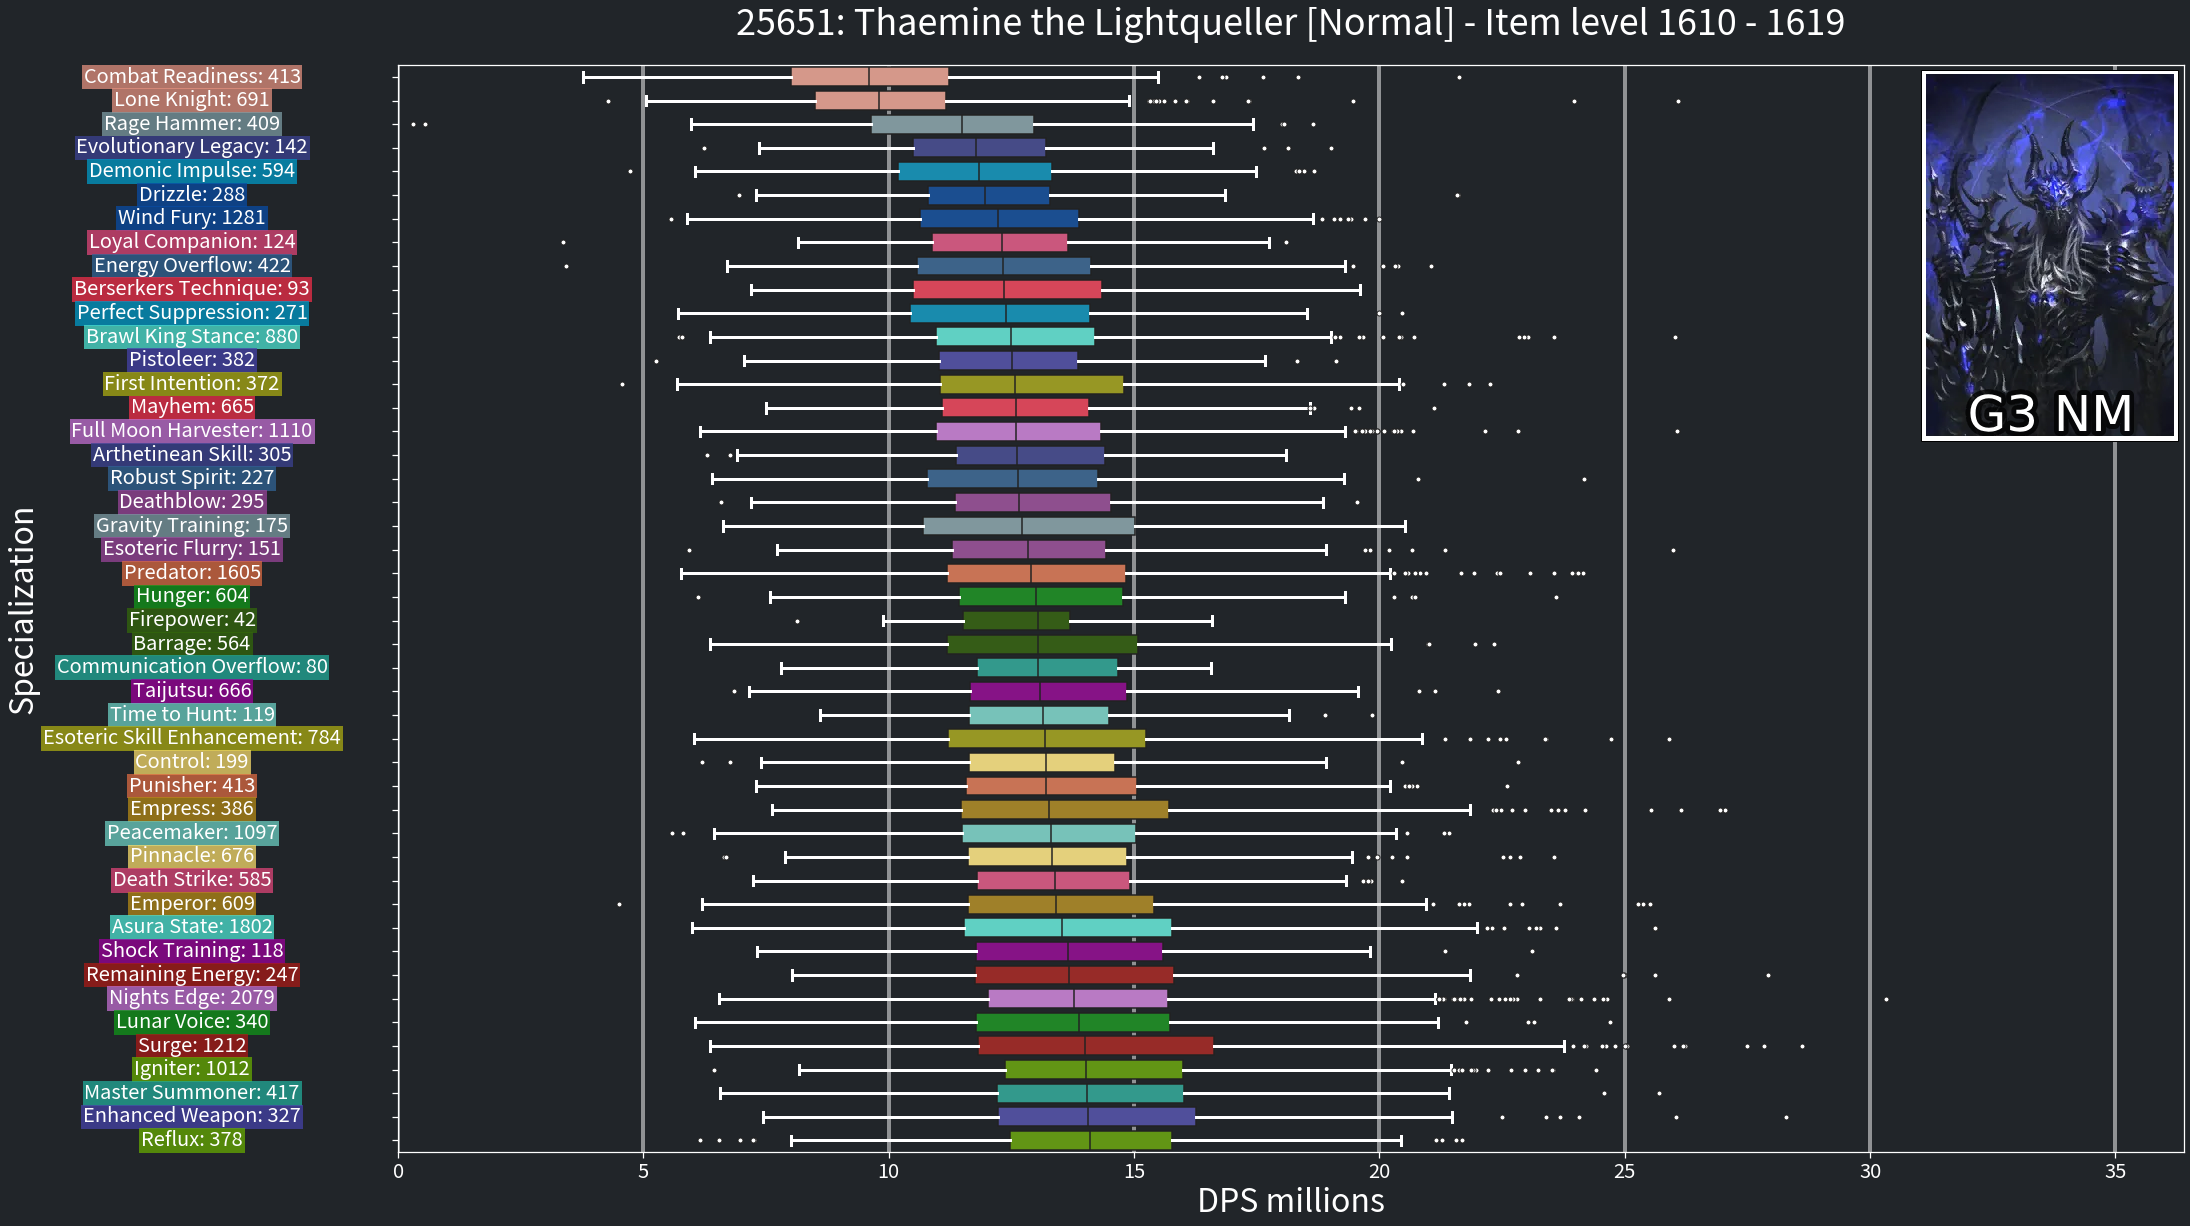 25651: Thaemine the Lightqueller [Normal] - Item level 1610 - 1619
Combat Readiness: 413
Lone Knight: 691
Rage Hammer: 409
Evolutionary Legacy: 142
Demonic Impulse: 594
Drizzle: 288
Wind Fury: 1281
Loyal Companion: 124
Energy Overflow: 422
Berserkers Technique: 93
Perfect Suppression: 271
Brawl King Stance: 880
Pistoleer: 382
First Intention: 372
Mayhem: 665
Full Moon Harvester: 1110
Arthetinean Skill: 305
Robust Spirit: 227
Deathblow: 295
Gravity Training: 175
Esoteric Flurry: 151
Predator: 1605
Hunger: 604
Firepower: 42
Barrage: 564
Communication Overflow: 80
Taijutsu: 666
Time to Hunt: 119
Esoteric Skill Enhancement: 784
Control: 199
Punisher: 413
Empress: 386
Peacemaker: 1097
Pinnacle: 676
Death Strike: 585
Emperor: 609
Asura State: 1802
Shock Training: 118
Remaining Energy: 247
Nights Edge: 2079
Lunar Voice: 340
Surge: 1212
Igniter: 1012
Master Summoner: 417
Enhanced Weapon: 327
Reflux: 378
Specialization
G3 NM
0 5 10 15 20 25 30 35
DPS millions